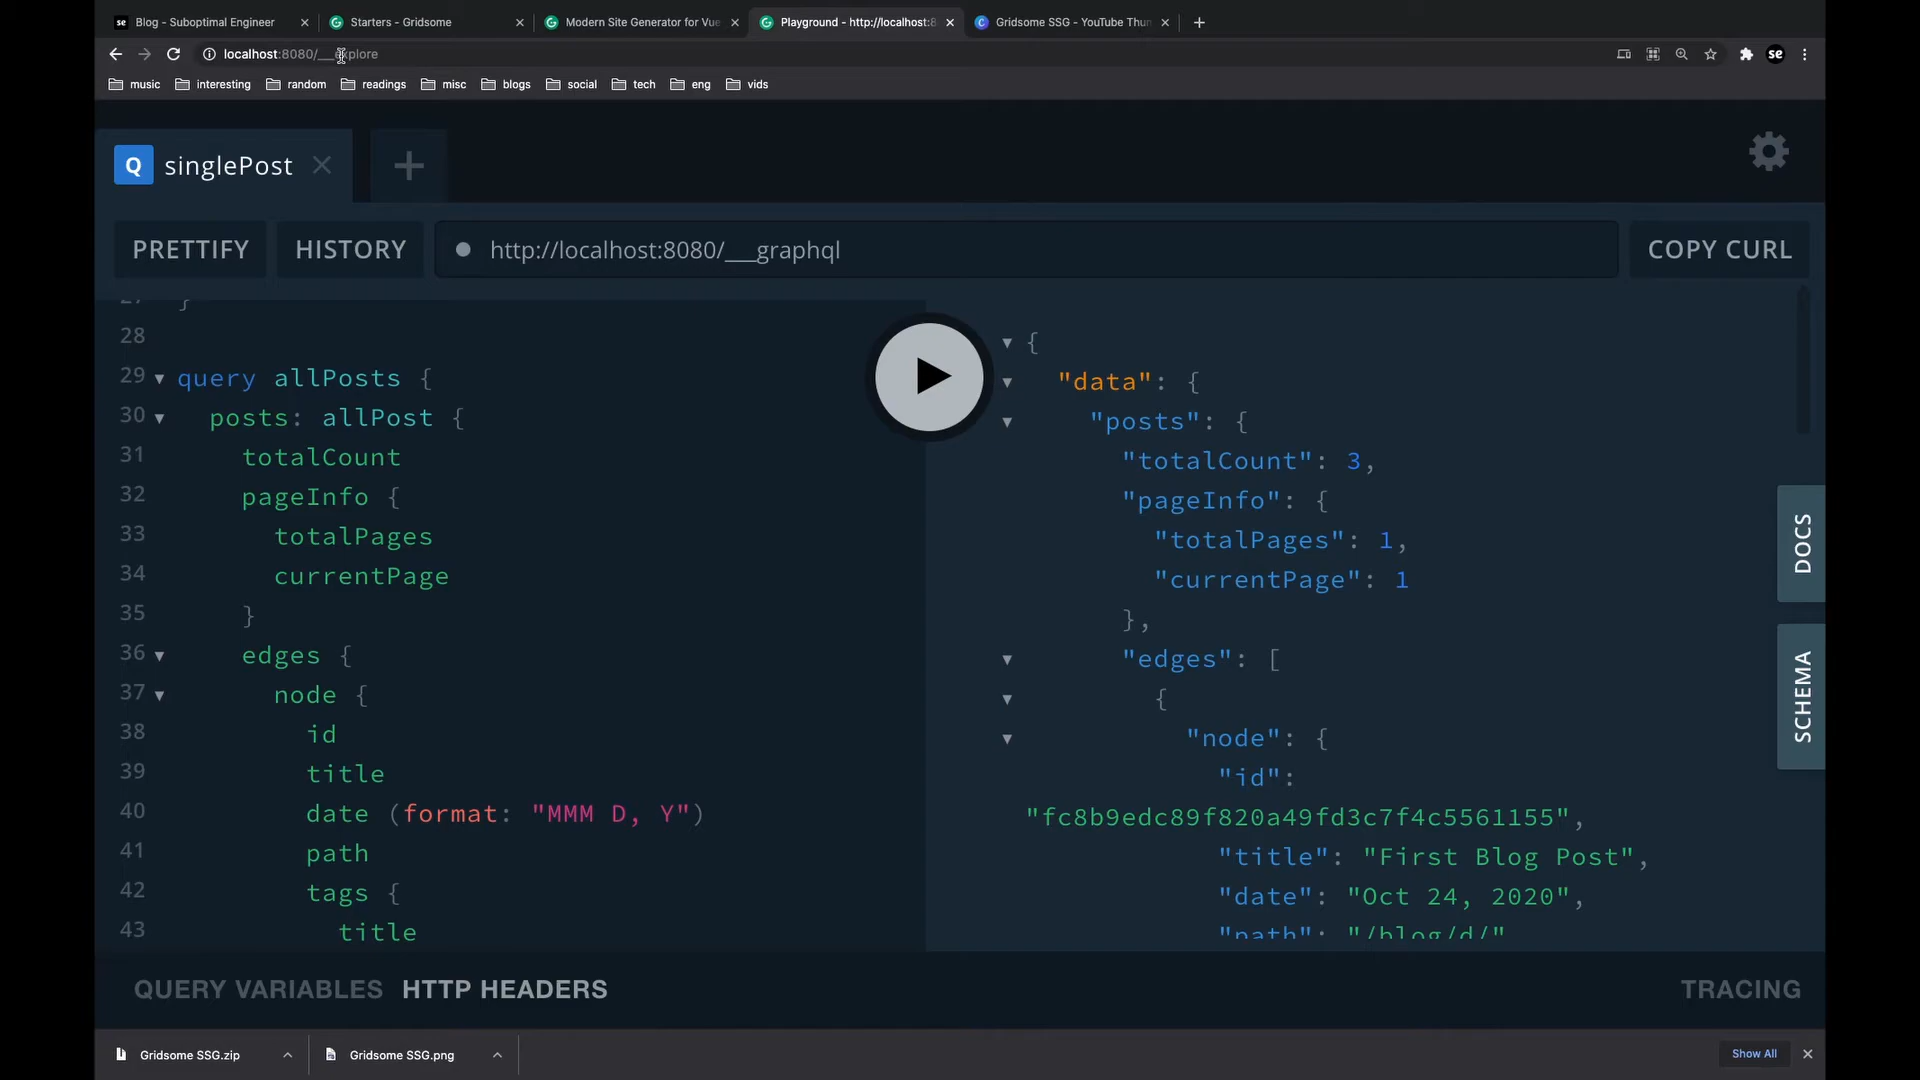 Blog - Suboptimal Engineer
Starters - Gridsome
Modern Site Generator for Vue
Playground - http://localhost:8
Gridsome SSG - YouTube Thun
localhost:8080/___explore
se
music
interesting
random
readings
misc
blogs
social
tech
eng
vids
Q singlePost
PRETTIFY
HISTORY
http://localhost:8080/___graphql
COPY CURL
27 }
28
29 query allPosts {
30 posts: allPost {
31 totalCount
32 pageInfo {
33 totalPages
34 currentPage
35 }
36 edges {
37 node {
38 id
39 title
40 date (format: "MMM D, Y")
41 path
42 tags {
43 title
{
"data": {
"posts": {
"totalCount": 3,
"pageInfo": {
"totalPages": 1,
"currentPage": 1
},
"edges": [
{
"node": {
"id":
"fc8b9edc89f820a49fd3c7f4c5561155",
"title": "First Blog Post",
"date": "Oct 24, 2020",
"path": "/blog/d/"
DOCS
SCHEMA
QUERY VARIABLES
HTTP HEADERS
TRACING
Gridsome SSG.zip
Gridsome SSG.png
Show All